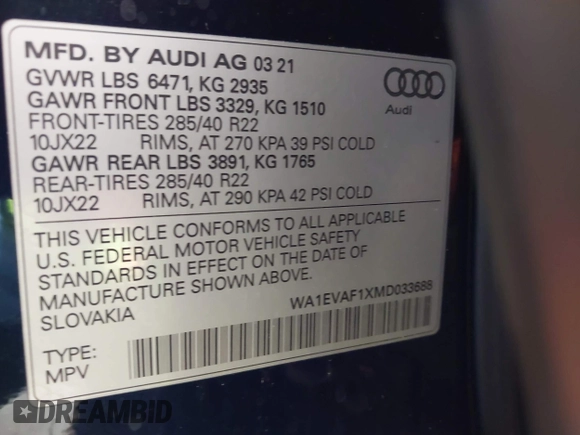 MFD. BY AUDI AG 03 21
GVWR LBS 6471, KG 2935
GAWR FRONT LBS 3329, KG 1510
FRONT-TIRES 285/40 R22
10JX22 RIMS, AT 270 KPA 39 PSI COLD
GAWR REAR LBS 3891, KG 1765
REAR-TIRES 285/40 R22
10JX22 RIMS, AT 290 KPA 42 PSI COLD
Audi
THIS VEHICLE CONFORMS TO ALL APPLICABLE
U.S. FEDERAL MOTOR VEHICLE SAFETY
STANDARDS IN EFFECT ON THE DATE OF
MANUFACTURE SHOWN ABOVE.
SLOVAKIA
WA1EVAF1XMD033688
TYPE:
MPV
DREAMBID